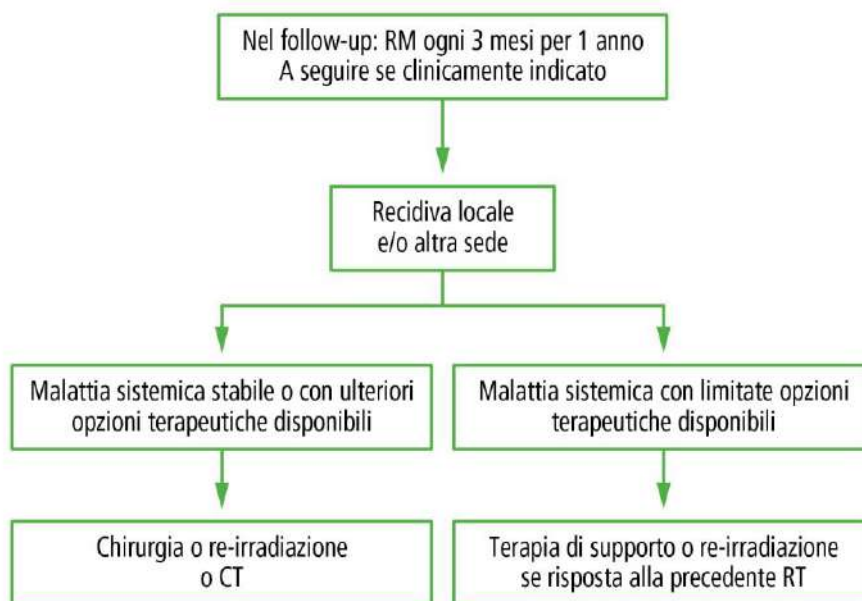 Nel follow-up: RM ogni 3 mesi per 1 anno
A seguire se clinicamente indicato
Recidiva locale
e/o altra sede
Malattia sistemica stabile o con ulteriori
opzioni terapeutiche disponibili
Malattia sistemica con limitate opzioni
terapeutiche disponibili
Chirurgia o re-irradiazione
o CT
Terapia di supporto o re-irradiazione
se risposta alla precedente RT